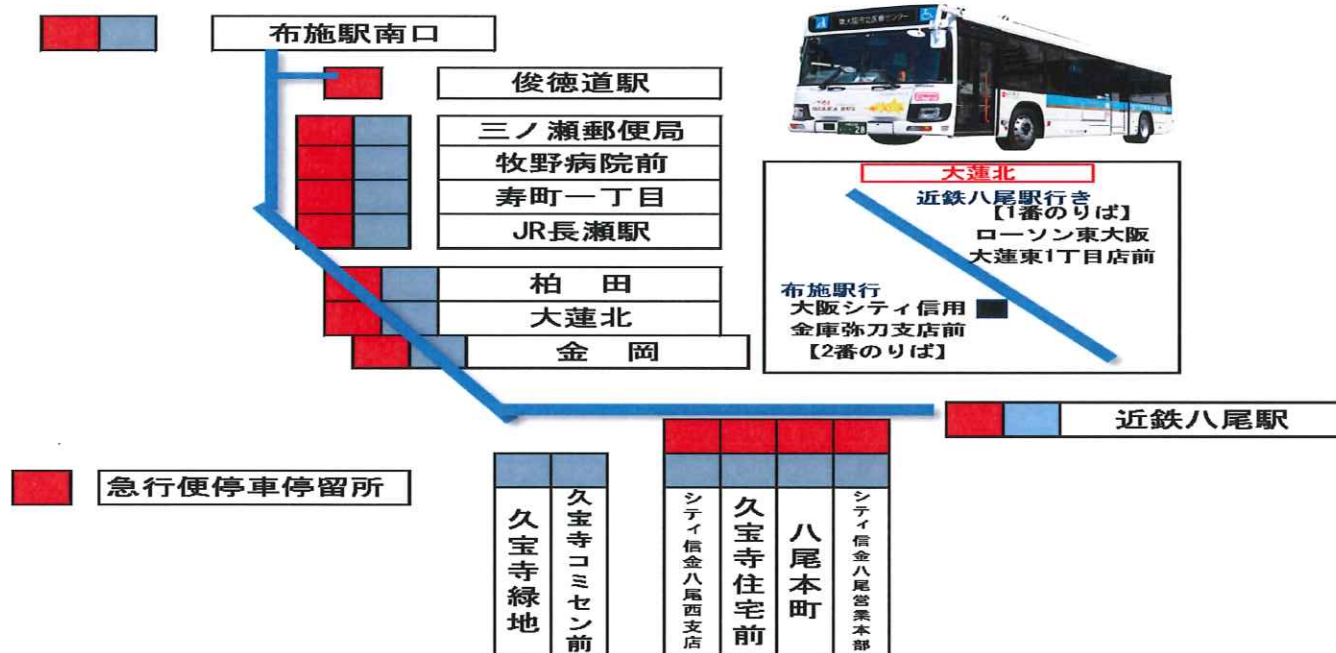 布施駅南口
俊徳道駅
三ノ瀬郵便局
牧野病院前
寿町一丁目
JR長瀬駅
柏 田
大蓮北
金 岡
大蓮北
近鉄八尾駅行き
【1番のりば】
ローソン東大阪
大蓮東1丁目店前
布施駅行
大阪シティ信用
金庫弥刀支店前
【2番のりば】
近鉄八尾駅
急行便停車停留所
久宝寺緑地
久宝寺コミセン前
シティ信金八尾西支店
久宝寺住宅前
八尾本町
シティ信金八尾営業本部
28